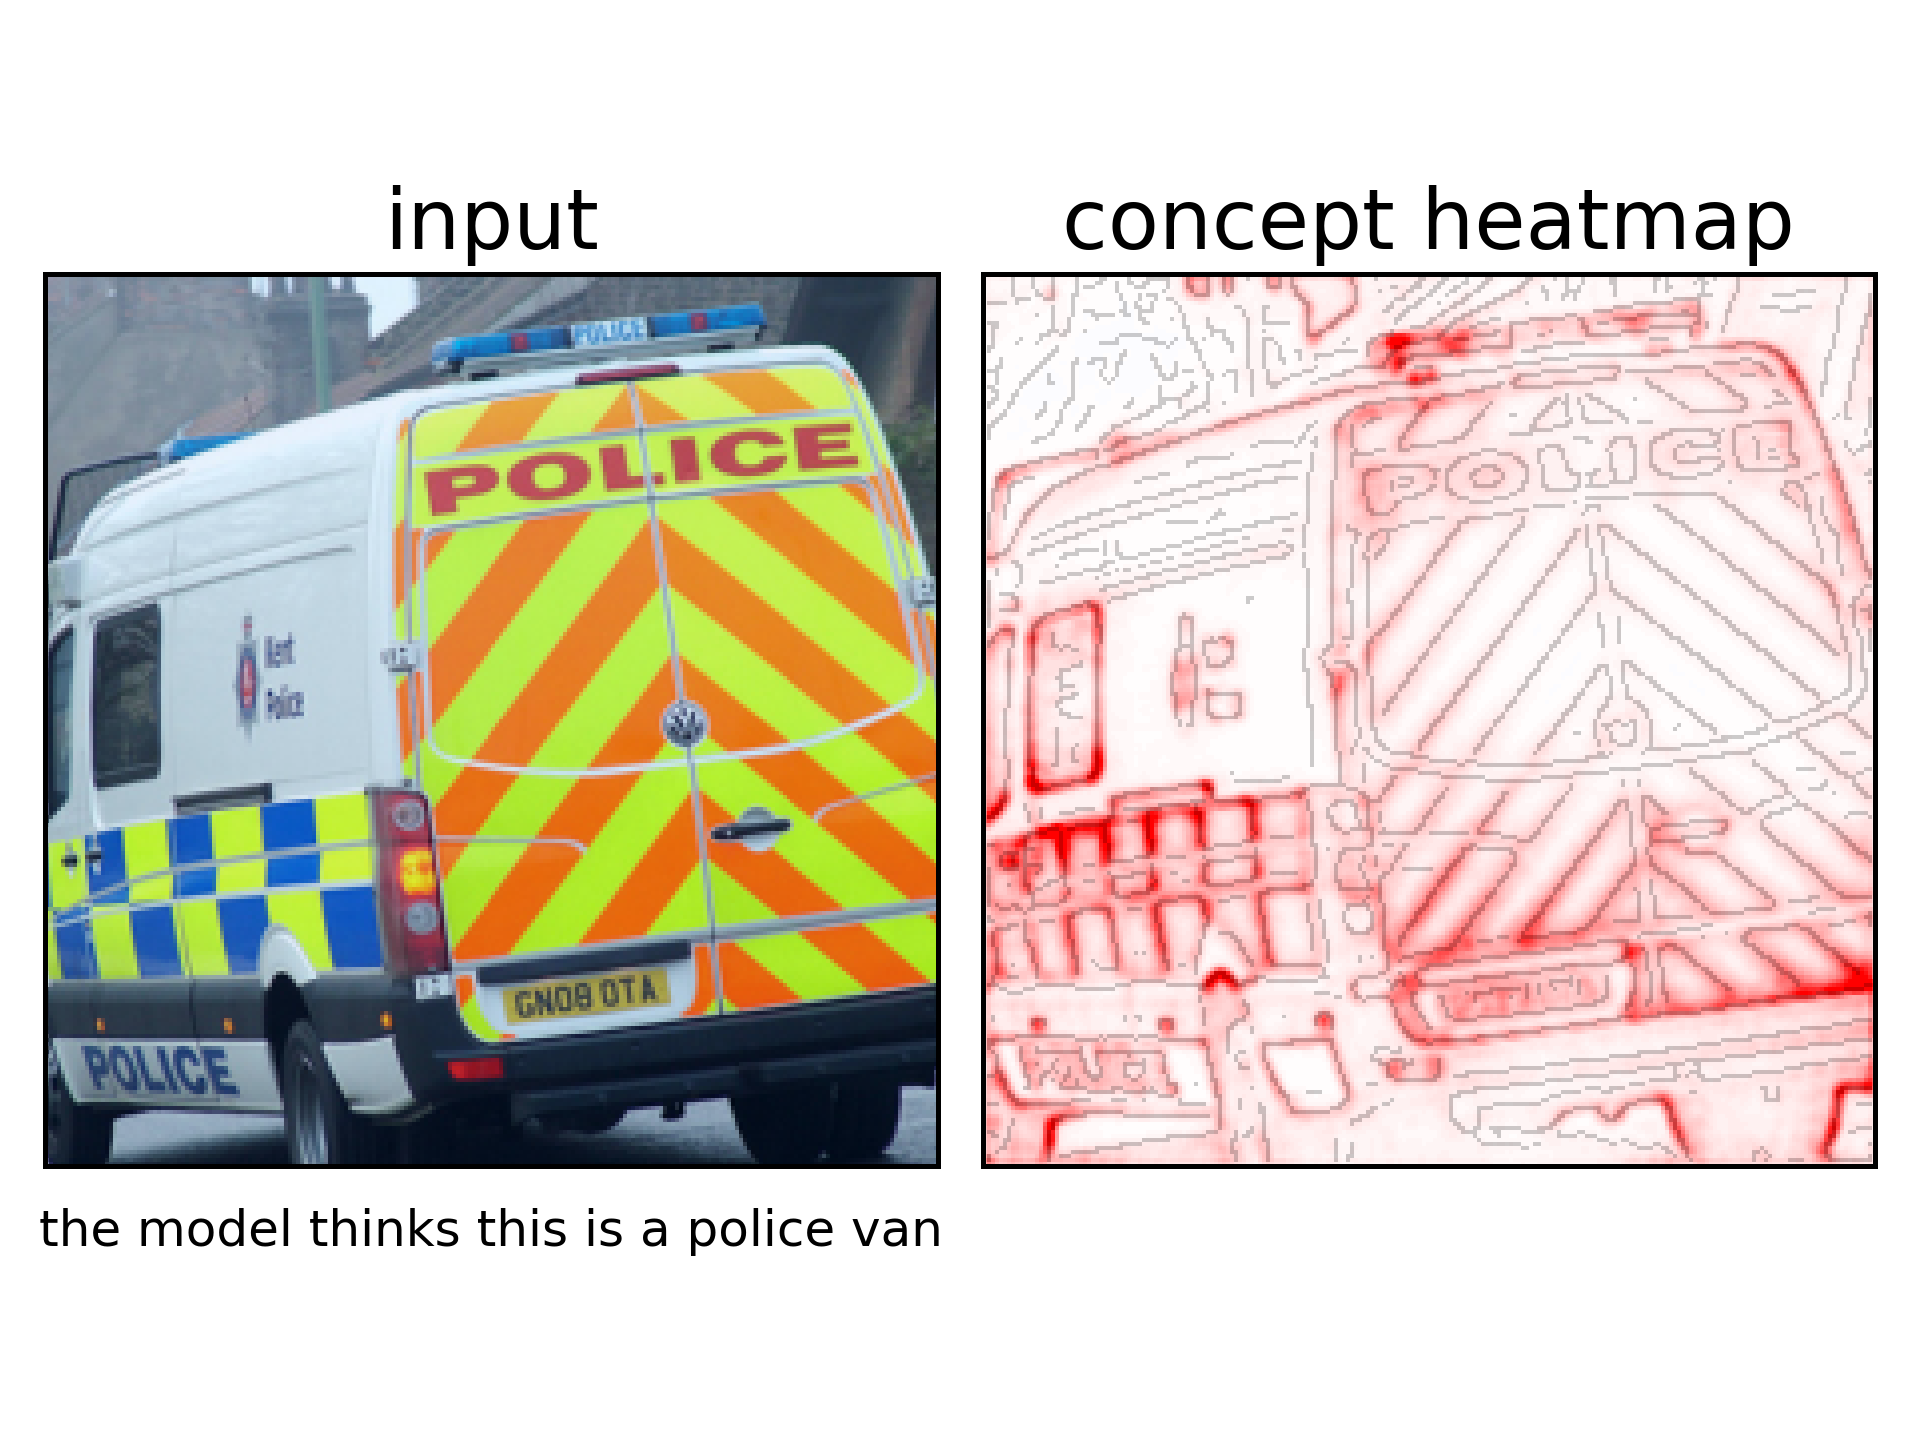 input
concept heatmap
POLICE
POLICE
Kent
Police
GN08 OTA
POLICE
the model thinks this is a police van